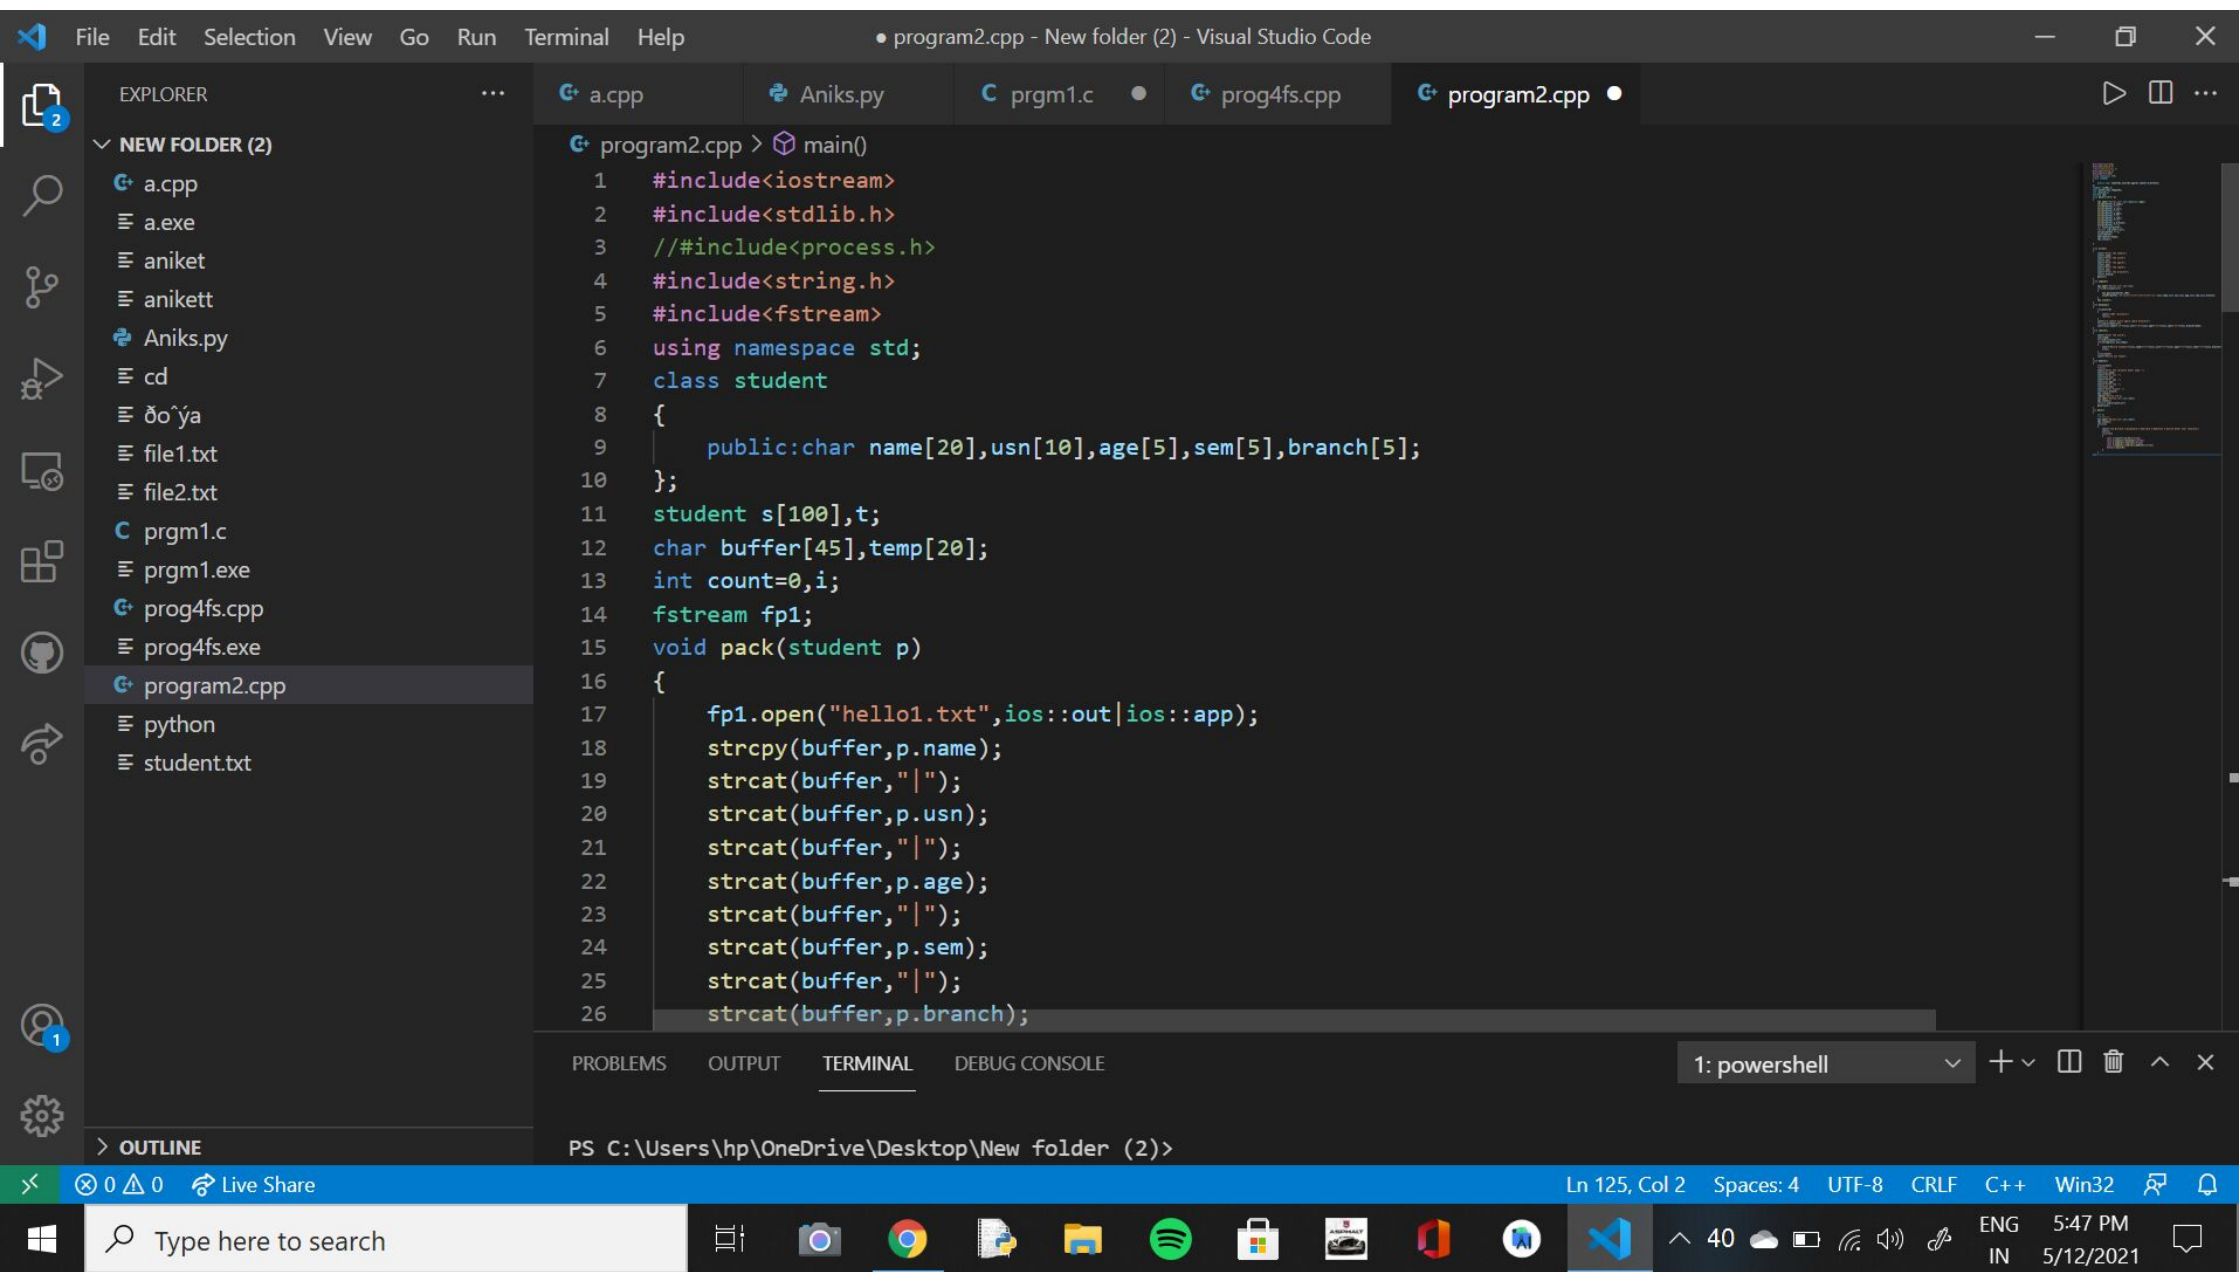 File Edit Selection View Go Run Terminal Help ● program2.cpp - New folder (2) - Visual Studio Code
EXPLORER ···
a.cpp Aniks.py C prgm1.c ● prog4fs.cpp program2.cpp ●
2
NEW FOLDER (2)
program2.cpp > main()
a.cpp
a.exe
aniket
anikett
Aniks.py
cd
ðoˆýa
file1.txt
file2.txt
C prgm1.c
prgm1.exe
prog4fs.cpp
prog4fs.exe
program2.cpp
python
student.txt
1 #include<iostream>
2 #include<stdlib.h>
3 //#include<process.h>
4 #include<string.h>
5 #include<fstream>
6 using namespace std;
7 class student
8 {
9 public:char name[20],usn[10],age[5],sem[5],branch[5];
10 };
11 student s[100],t;
12 char buffer[45],temp[20];
13 int count=0,i;
14 fstream fp1;
15 void pack(student p)
16 {
17 fp1.open("hello1.txt",ios::out|ios::app);
18 strcpy(buffer,p.name);
19 strcat(buffer,"|");
20 strcat(buffer,p.usn);
21 strcat(buffer,"|");
22 strcat(buffer,p.age);
23 strcat(buffer,"|");
24 strcat(buffer,p.sem);
25 strcat(buffer,"|");
26 strcat(buffer,p.branch);
1
PROBLEMS OUTPUT TERMINAL DEBUG CONSOLE 1: powershell
OUTLINE
PS C:\Users\hp\OneDrive\Desktop\New folder (2)>
0 0 Live Share Ln 125, Col 2 Spaces: 4 UTF-8 CRLF C++ Win32
Type here to search
40
ENG
IN
5:47 PM
5/12/2021